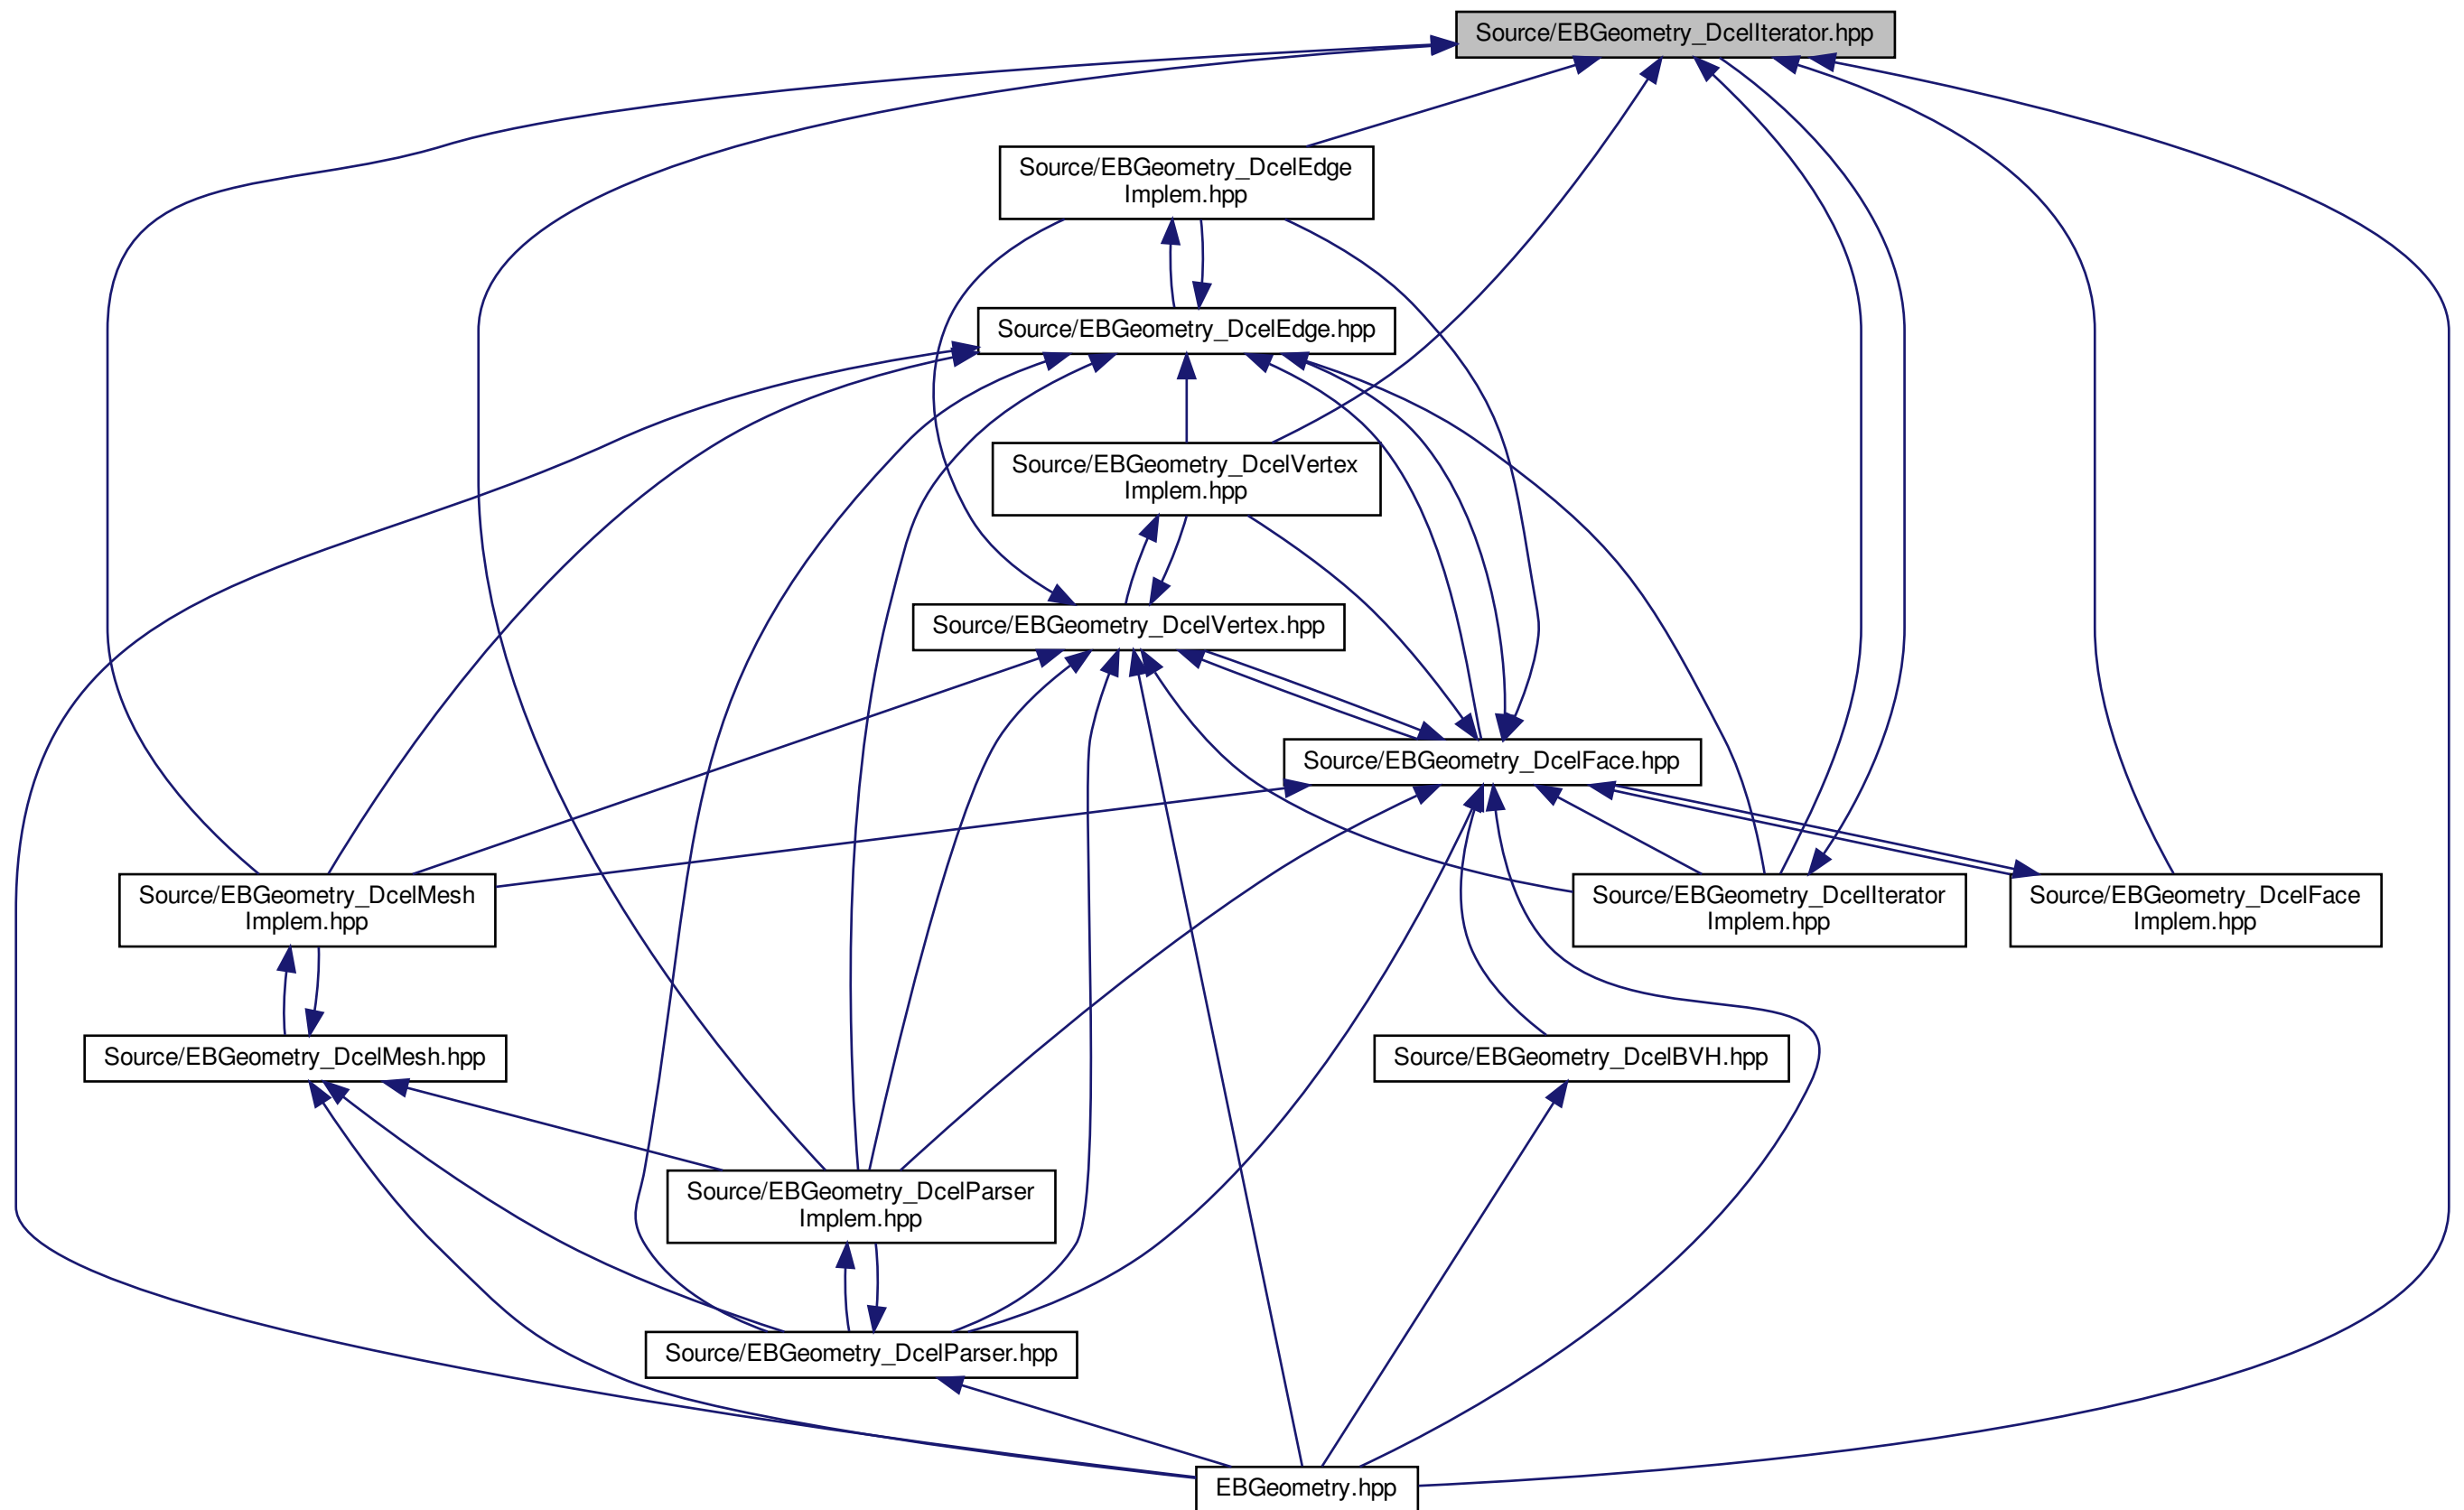 Source/EBGeometry_DcelIterator.hpp
Source/EBGeometry_DcelEdge
Implem.hpp
Source/EBGeometry_DcelEdge.hpp
Source/EBGeometry_DcelVertex
Implem.hpp
Source/EBGeometry_DcelVertex.hpp
Source/EBGeometry_DcelFace.hpp
Source/EBGeometry_DcelMesh
Implem.hpp
Source/EBGeometry_DcelIterator
Implem.hpp
Source/EBGeometry_DcelFace
Implem.hpp
Source/EBGeometry_DcelMesh.hpp
Source/EBGeometry_DcelBVH.hpp
Source/EBGeometry_DcelParser
Implem.hpp
Source/EBGeometry_DcelParser.hpp
EBGeometry.hpp